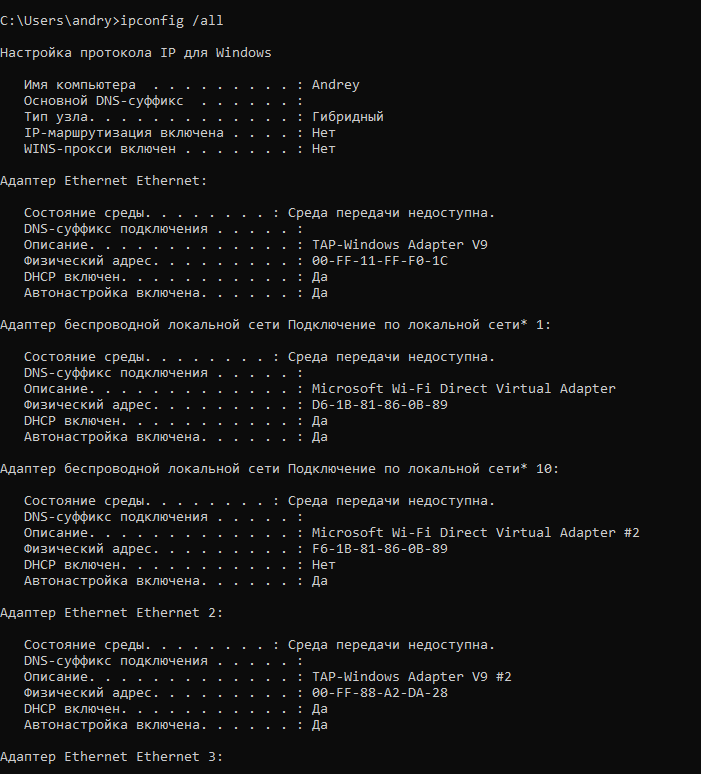 C:\Users\andry>ipconfig /all
Настройка протокола IP для Windows
Имя компьютера  . . . . . . . . . : Andrey
Основной DNS-суффикс  . . . . . . :
Тип узла. . . . . . . . . . . . . : Гибридный
IP-маршрутизация включена . . . . : Нет
WINS-прокси включен . . . . . . . : Нет
Адаптер Ethernet Ethernet:
Состояние среды. . . . . . . . : Среда передачи недоступна.
DNS-суффикс подключения . . . . . :
Описание. . . . . . . . . . . . . : TAP-Windows Adapter V9
Физический адрес. . . . . . . . . : 00-FF-11-FF-F0-1C
DHCP включен. . . . . . . . . . . : Да
Автонастройка включена. . . . . . : Да
Адаптер беспроводной локальной сети Подключение по локальной сети* 1:
Состояние среды. . . . . . . . : Среда передачи недоступна.
DNS-суффикс подключения . . . . . :
Описание. . . . . . . . . . . . . : Microsoft Wi-Fi Direct Virtual Adapter
Физический адрес. . . . . . . . . : D6-1B-81-86-0B-89
DHCP включен. . . . . . . . . . . : Да
Автонастройка включена. . . . . . : Да
Адаптер беспроводной локальной сети Подключение по локальной сети* 10:
Состояние среды. . . . . . . . : Среда передачи недоступна.
DNS-суффикс подключения . . . . . :
Описание. . . . . . . . . . . . . : Microsoft Wi-Fi Direct Virtual Adapter #2
Физический адрес. . . . . . . . . : F6-1B-81-86-0B-89
DHCP включен. . . . . . . . . . . : Нет
Автонастройка включена. . . . . . : Да
Адаптер Ethernet Ethernet 2:
Состояние среды. . . . . . . . : Среда передачи недоступна.
DNS-суффикс подключения . . . . . :
Описание. . . . . . . . . . . . . : TAP-Windows Adapter V9 #2
Физический адрес. . . . . . . . . : 00-FF-88-A2-DA-28
DHCP включен. . . . . . . . . . . : Да
Автонастройка включена. . . . . . : Да
Адаптер Ethernet Ethernet 3: